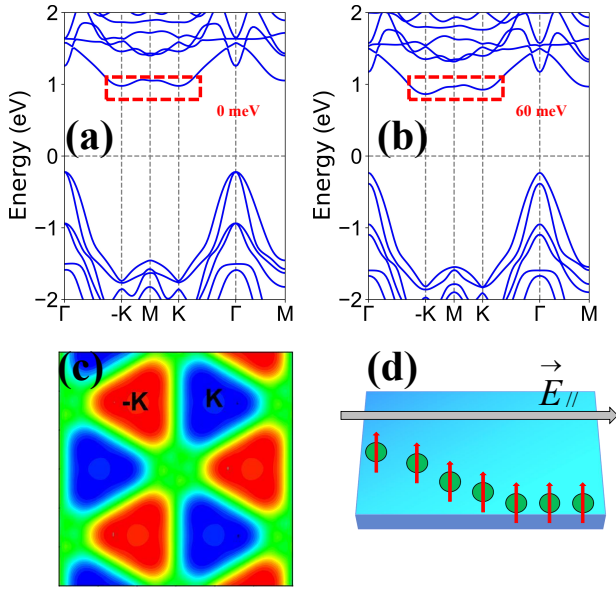 2
1
0
−1
−2
Energy (eV)
(a)
0 meV
Γ
-K
M
K
Γ
M
2
1
0
−1
−2
Energy (eV)
(b)
60 meV
Γ
-K
M
K
Γ
M
(c)
-K
K
(d)
E //